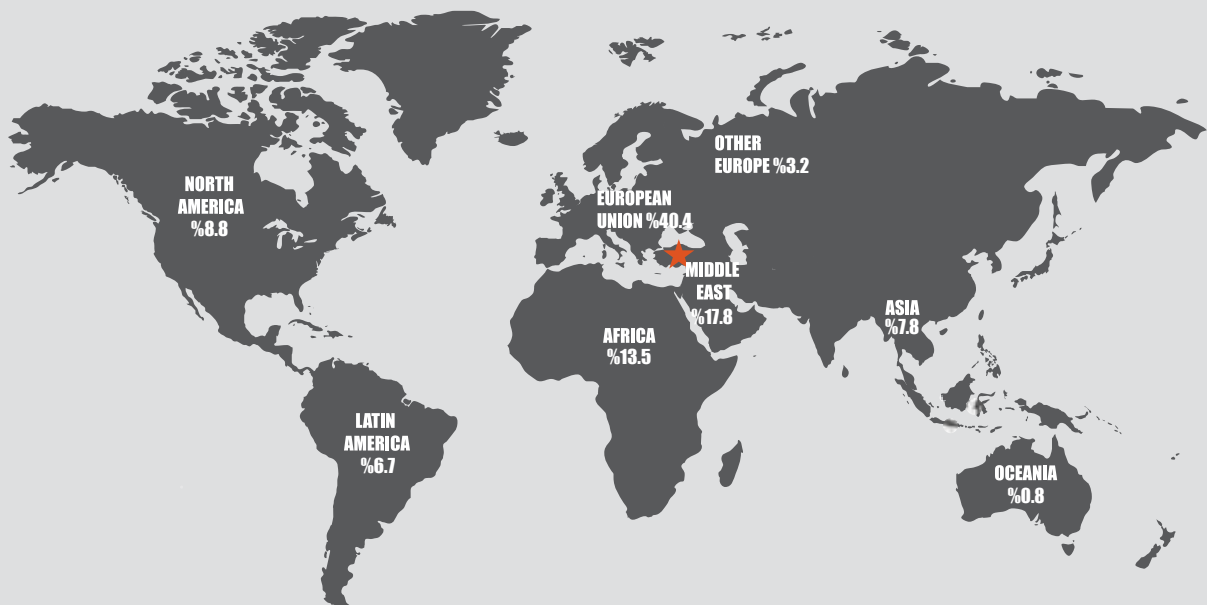 OTHER
EUROPE %3.2
NORTH
AMERICA
%8.8
EUROPEAN
UNION %40.4
MIDDLE
EAST
%17.8
ASIA
%7.8
AFRICA
%13.5
LATIN
AMERICA
%6.7
OCEANIA
%0.8